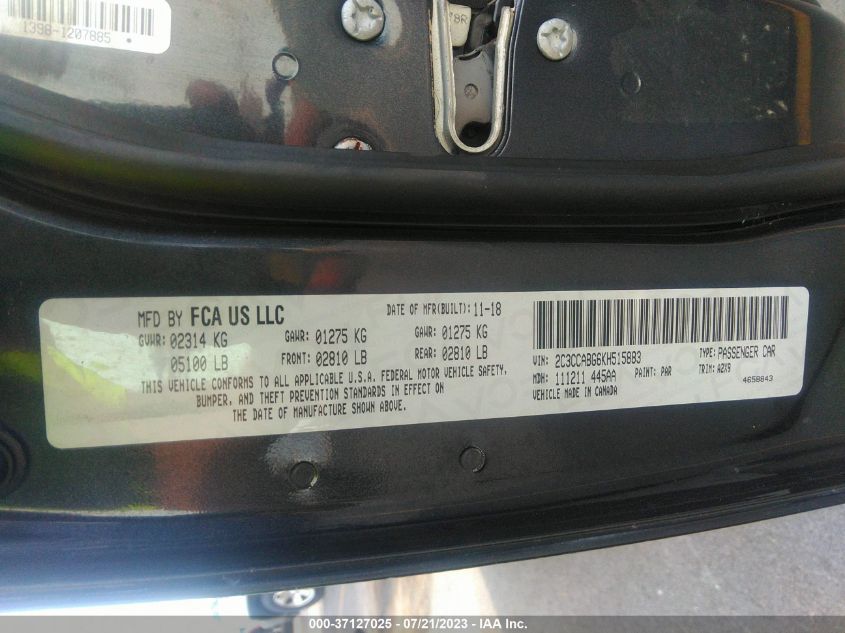 1398-1207885
78R
MFD BY FCA US LLC
DATE OF MFR(BUILT): 11-18
GVWR: 02314 KG
GAWR: 01275 KG
GAWR: 01275 KG
05100 LB
FRONT: 02810 LB
REAR: 02810 LB
THIS VEHICLE CONFORMS TO ALL APPLICABLE U.S.A. FEDERAL MOTOR VEHICLE SAFETY,
BUMPER, AND THEFT PREVENTION STANDARDS IN EFFECT ON
THE DATE OF MANUFACTURE SHOWN ABOVE.
VIN: 2C3CCABG6KH515883
TYPE: PASSENGER CAR
MDH: 111211 445AA
PAINT: PAR
TRIM: A2X9
VEHICLE MADE IN CANADA
4658843
000-37127025 - 07/21/2023 - IAA Inc.